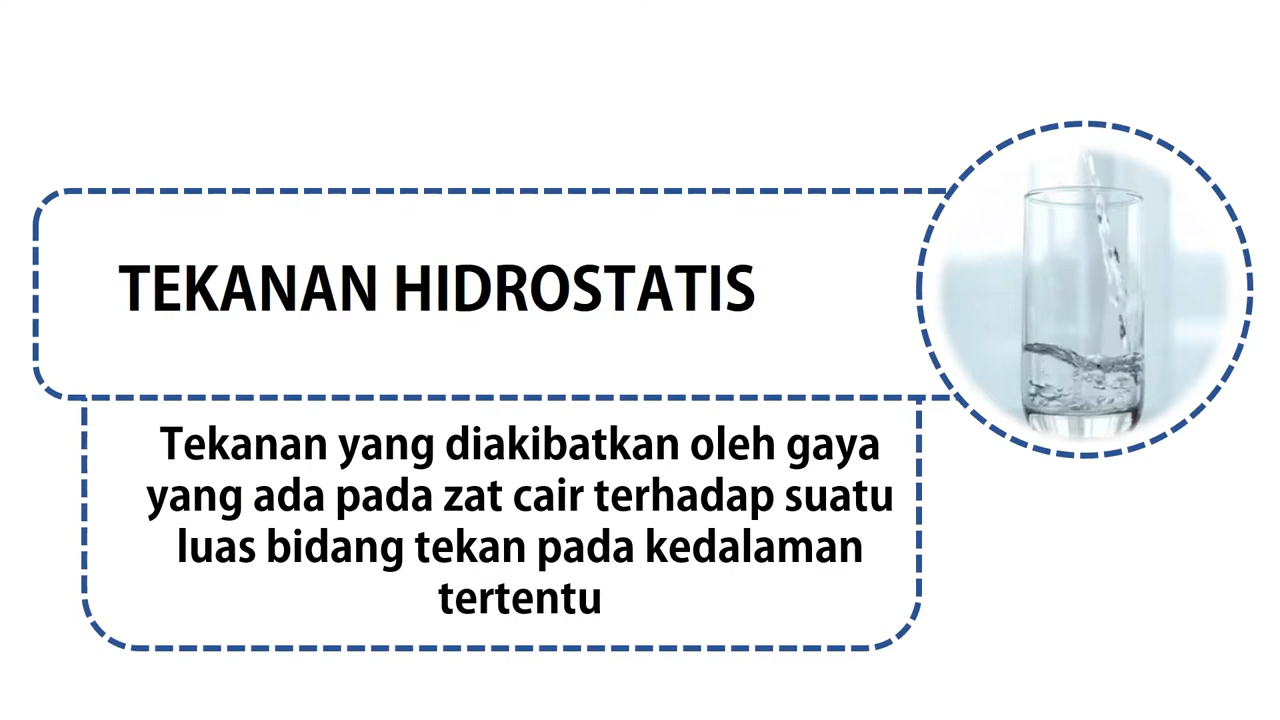 TEKANAN HIDROSTATIS
Tekanan yang diakibatkan oleh gaya
yang ada pada zat cair terhadap suatu
luas bidang tekan pada kedalaman
tertentu